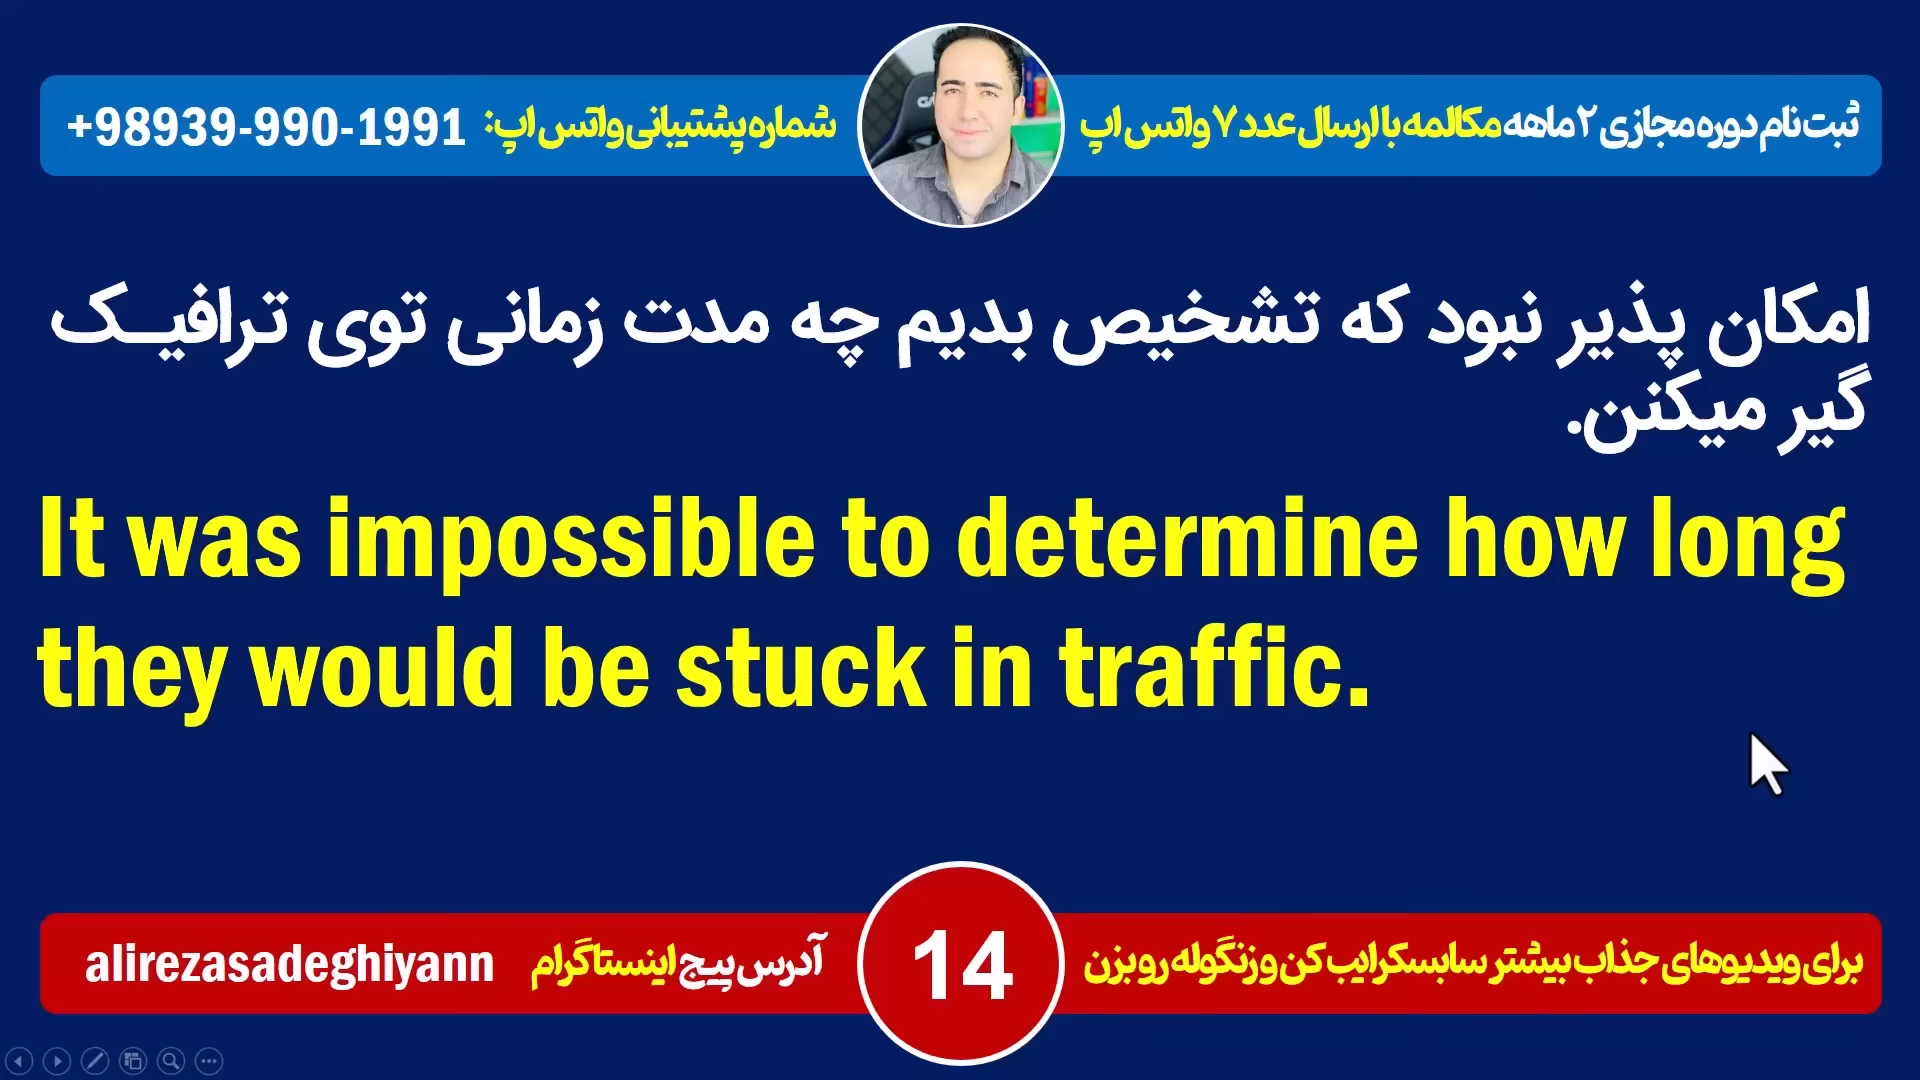 ثبت نام دوره مجازی ۲ ماهه مکالمه با ارسال عدد ۷ واتس اپ
شماره پشتیبانی واتس اپ: +98939-990-1991
امکان پذیر نبود که تشخیص بدیم چه مدت زمانی توی ترافیک
گیر میکنن.
It was impossible to determine how long
they would be stuck in traffic.
برای ویدیوهای جذاب بیشتر سابسکرایب کن و زنگوله رو بزن
14
آدرس پیج اینستاگرام alirezasadeghiyann